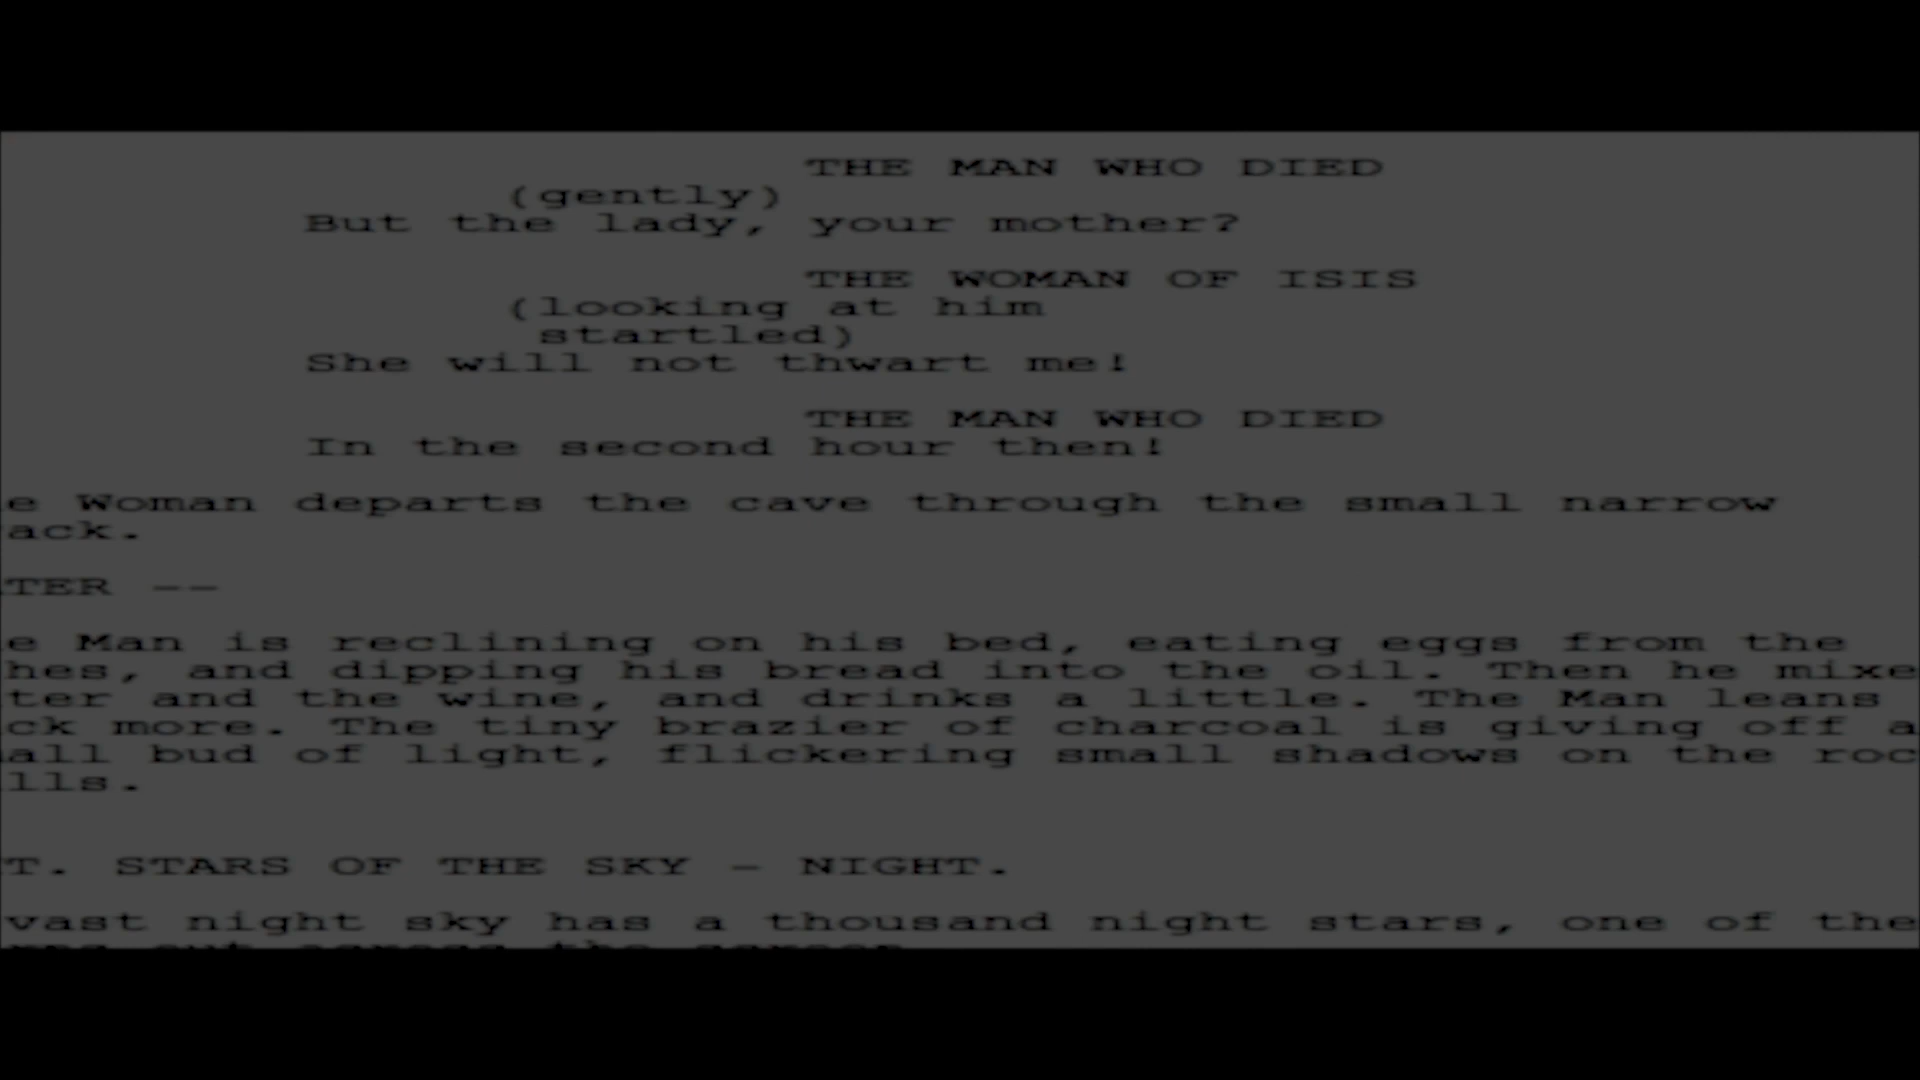 THE MAN WHO DIED
(gently)
But the lady, your mother?
THE WOMAN OF ISIS
(looking at him
startled)
She will not thwart me!
THE MAN WHO DIED
In the second hour then!
e Woman departs the cave through the small narrow
ack.
TER --
e Man is reclining on his bed, eating eggs from the
hes, and dipping his bread into the oil. Then he mixe
ter and the wine, and drinks a little. The Man leans
ck more. The tiny brazier of charcoal is giving off a
all bud of light, flickering small shadows on the roc
lls.
T. STARS OF THE SKY - NIGHT.
vast night sky has a thousand night stars, one of the
out across the screen